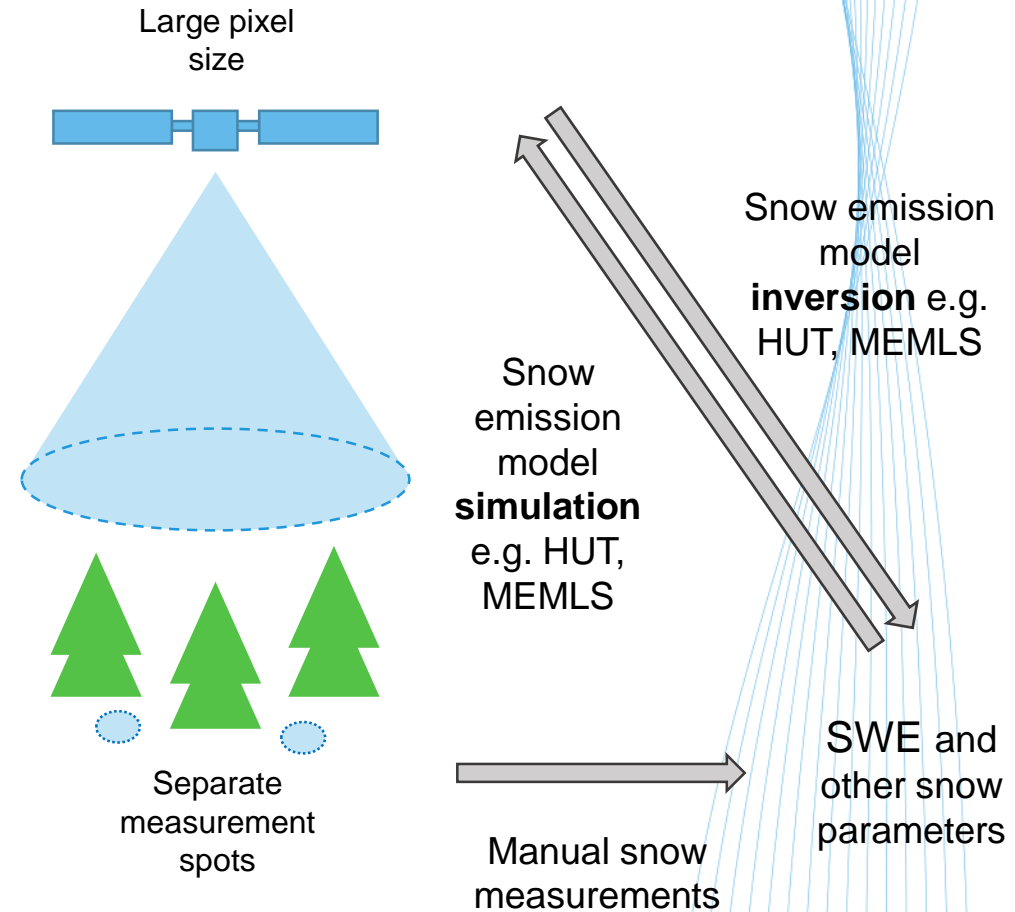 Large pixel
size
Snow emission
model
inversion e.g.
HUT, MEMLS
Snow
emission
model
simulation
e.g. HUT,
MEMLS
Separate
measurement
spots
SWE and
other snow
parameters
Manual snow
measurements